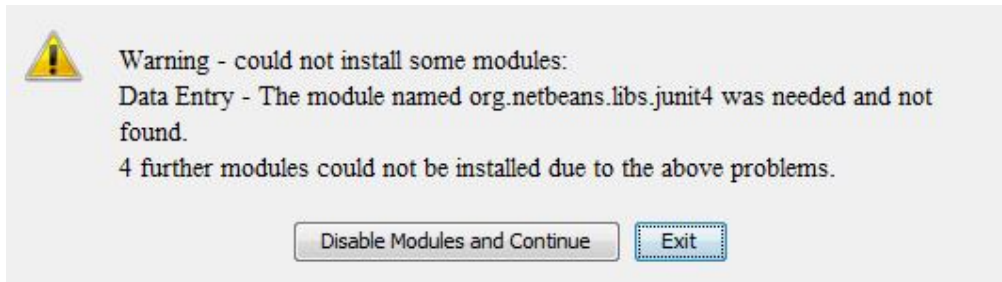 Warning - could not install some modules:
Data Entry - The module named org.netbeans.libs.junit4 was needed and not
found.
4 further modules could not be installed due to the above problems.
Disable Modules and Continue
Exit